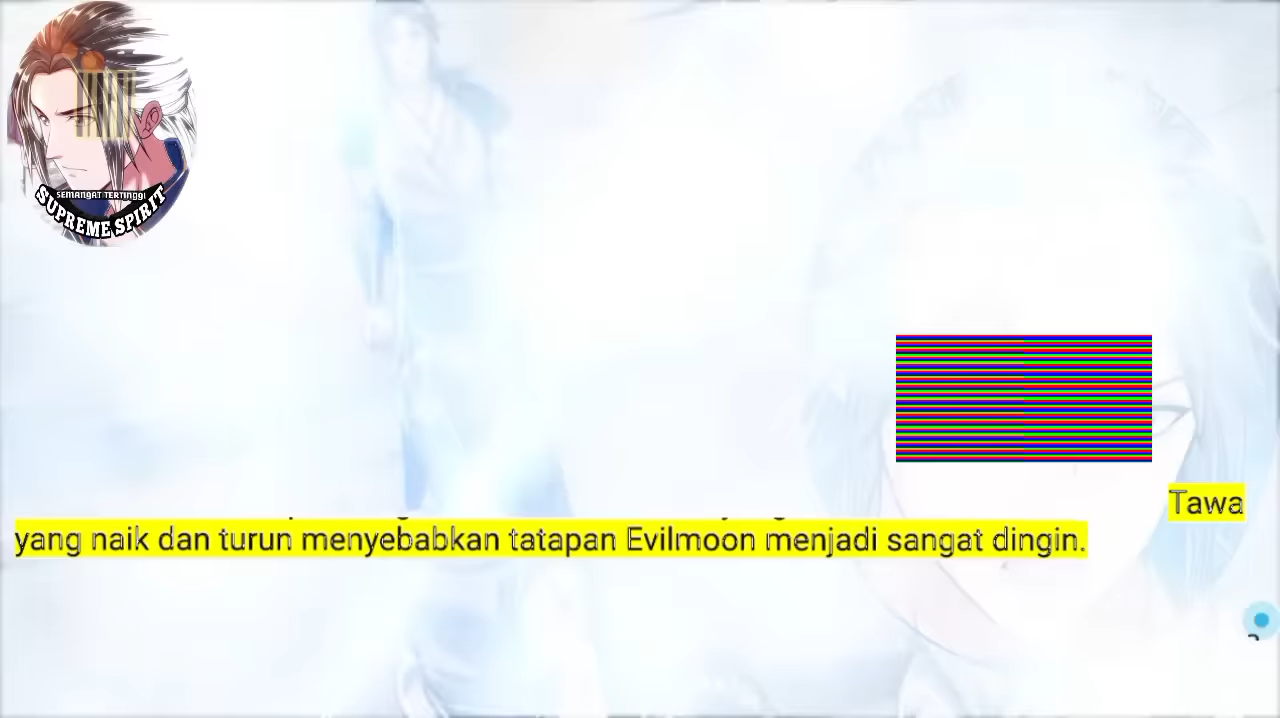 SEMANGAT TERTINGGI
SUPREME SPIRIT
Tawa
yang naik dan turun menyebabkan tatapan Evilmoon menjadi sangat dingin.